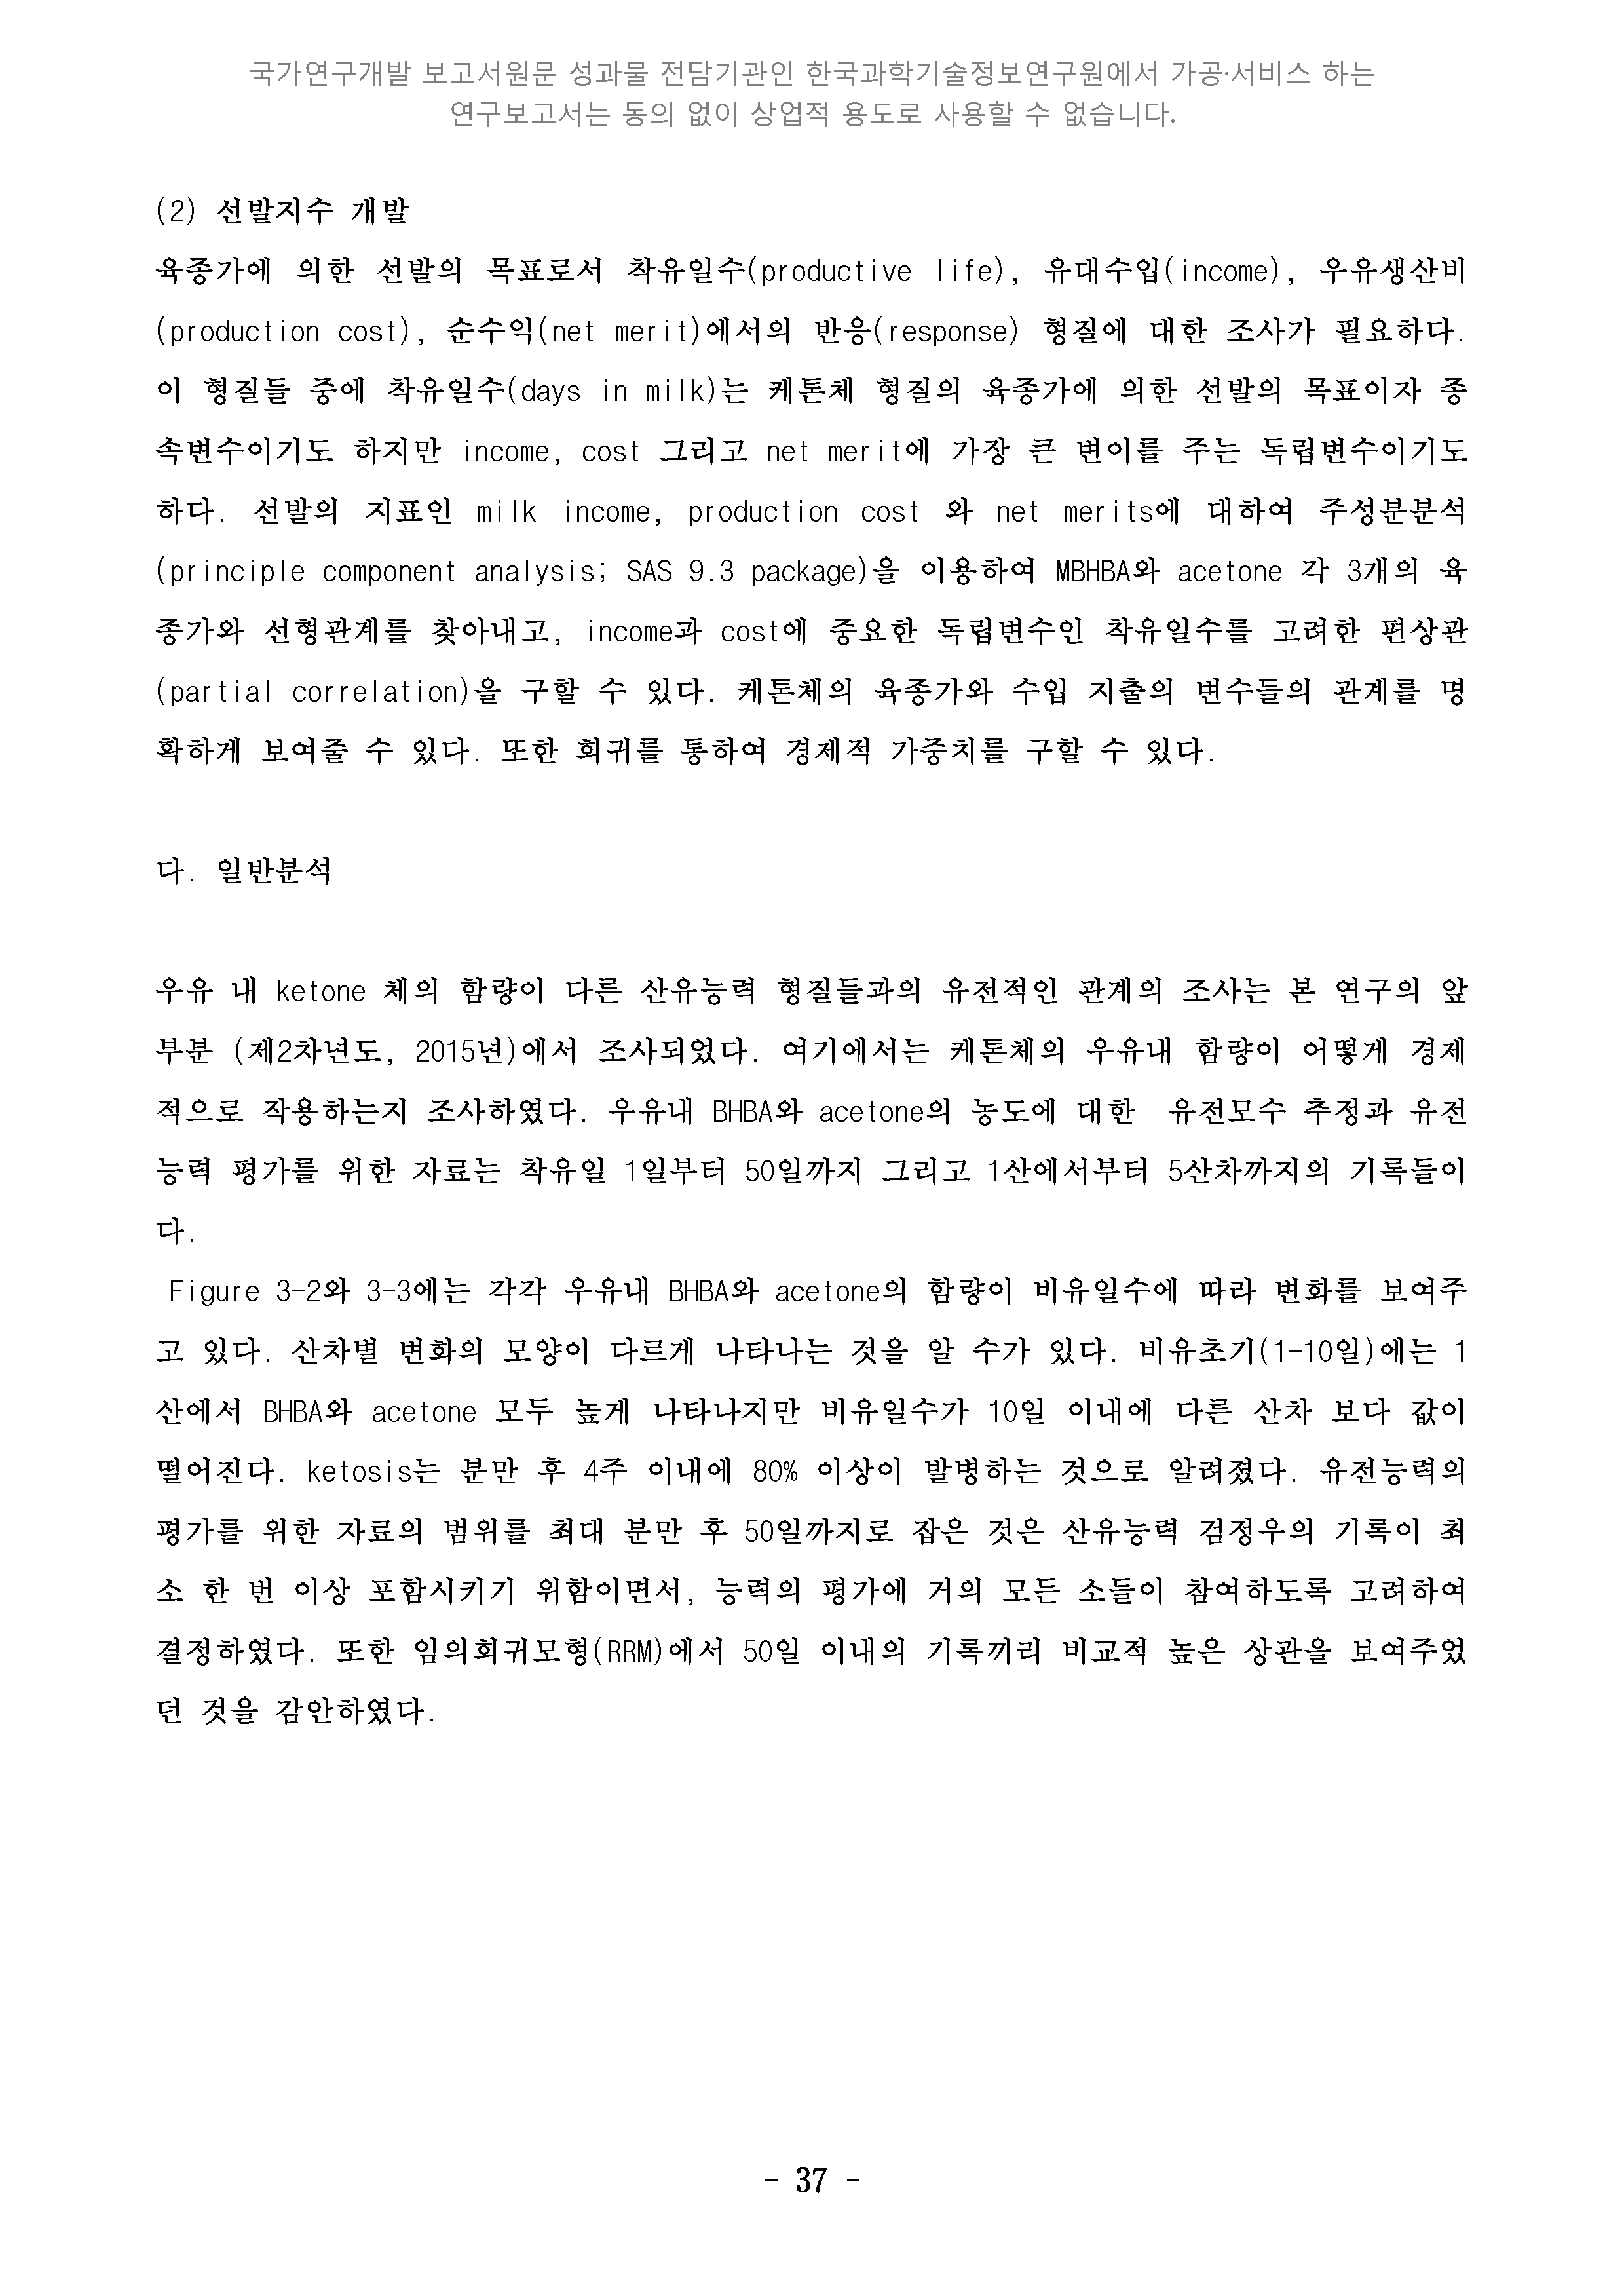 국가연구개발 보고서원문 성과물 전담기관인 한국과학기술정보연구원에서 가공·서비스 하는
연구보고서는 동의 없이 상업적 용도로 사용할 수 없습니다.
(2) 선발지수 개발
육종가에 의한 선발의 목표로서 착유일수(productive life), 유대수입(income), 우유생산비
(production cost), 순수익(net merit)에서의 반응(response) 형질에 대한 조사가 필요하다.
이 형질들 중에 착유일수(days in milk)는 케톤체 형질의 육종가에 의한 선발의 목표이자 종
속변수이기도 하지만 income, cost 그리고 net merit에 가장 큰 변이를 주는 독립변수이기도
하다. 선발의 지표인 milk income, production cost 와 net merits에 대하여 주성분분석
(principle component analysis; SAS 9.3 package)을 이용하여 MBHBA와 acetone 각 3개의 육
종가와 선형관계를 찾아내고, income과 cost에 중요한 독립변수인 착유일수를 고려한 편상관
(partial correlation)을 구할 수 있다. 케톤체의 육종가와 수입 지출의 변수들의 관계를 명
확하게 보여줄 수 있다. 또한 회귀를 통하여 경제적 가중치를 구할 수 있다.
다. 일반분석
우유 내 ketone 체의 함량이 다른 산유능력 형질들과의 유전적인 관계의 조사는 본 연구의 앞
부분 (제2차년도, 2015년)에서 조사되었다. 여기에서는 케톤체의 우유내 함량이 어떻게 경제
적으로 작용하는지 조사하였다. 우유내 BHBA와 acetone의 농도에 대한  유전모수 추정과 유전
능력 평가를 위한 자료는 착유일 1일부터 50일까지 그리고 1산에서부터 5산차까지의 기록들이
다.
Figure 3-2와 3-3에는 각각 우유내 BHBA와 acetone의 함량이 비유일수에 따라 변화를 보여주
고 있다. 산차별 변화의 모양이 다르게 나타나는 것을 알 수가 있다. 비유초기(1-10일)에는 1
산에서 BHBA와 acetone 모두 높게 나타나지만 비유일수가 10일 이내에 다른 산차 보다 값이
떨어진다. ketosis는 분만 후 4주 이내에 80% 이상이 발병하는 것으로 알려졌다. 유전능력의
평가를 위한 자료의 범위를 최대 분만 후 50일까지로 잡은 것은 산유능력 검정우의 기록이 최
소 한 번 이상 포함시키기 위함이면서, 능력의 평가에 거의 모든 소들이 참여하도록 고려하여
결정하였다. 또한 임의회귀모형(RRM)에서 50일 이내의 기록끼리 비교적 높은 상관을 보여주었
던 것을 감안하였다.
- 37 -